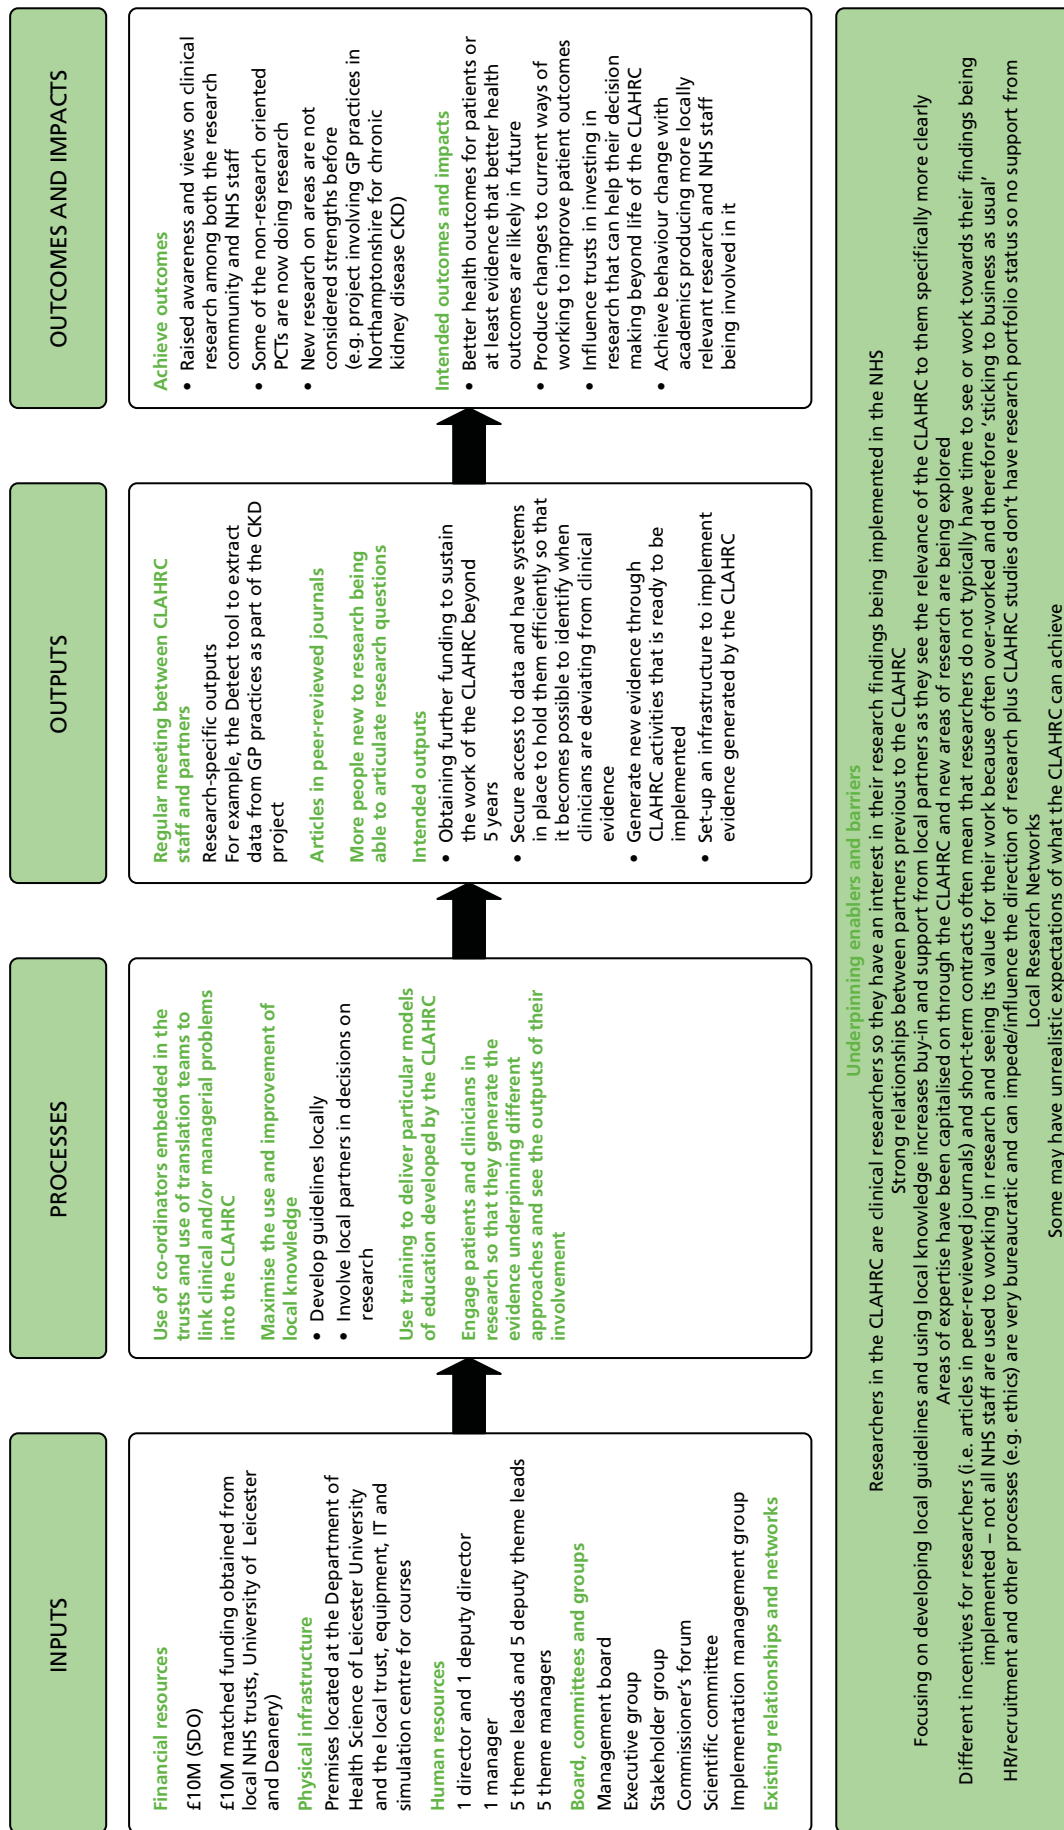 INPUTS
Financial resources
£10M (SDO)
£10M matched funding obtained from
local NHS trusts, University of Leicester
and Deanery)
Physical infrastructure
Premises located at the Department of
Health Science of Leicester University
and the local trust, equipment, IT and
simulation centre for courses
Human resources
1 director and 1 deputy director
1 manager
5 theme leads and 5 deputy theme leads
5 theme managers
Board, committees and groups
Management board
Executive group
Stakeholder group
Commissioner's forum
Scientific committee
Implementation management group
Existing relationships and networks
PROCESSES
Use of co-ordinators embedded in the
trusts and use of translation teams to
link clinical and/or managerial problems
into the CLAHRC
Maximise the use and improvement of
local knowledge
• Develop guidelines locally
• Involve local partners in decisions on
research
Use training to deliver particular models
of education developed by the CLAHRC
Engage patients and clinicians in
research so that they generate the
evidence underpinning different
approaches and see the outputs of their
involvement
OUTPUTS
Regular meeting between CLAHRC
staff and partners
Research-specific outputs
For example, the Detect tool to extract
data from GP practices as part of the CKD
project
Articles in peer-reviewed journals
More people new to research being
able to articulate research questions
Intended outputs
• Obtaining further funding to sustain
the work of the CLAHRC beyond
5 years
• Secure access to data and have systems
in place to hold them efficiently so that
it becomes possible to identify when
clinicians are deviating from clinical
evidence
• Generate new evidence through
CLAHRC activities that is ready to be
implemented
• Set-up an infrastructure to implement
evidence generated by the CLAHRC
OUTCOMES AND IMPACTS
Achieve outcomes
• Raised awareness and views on clinical
research among both the research
community and NHS staff
• Some of the non-research oriented
PCTs are now doing research
• New research on areas are not
considered strengths before
(e.g. project involving GP practices in
Northamptonshire for chronic
kidney disease CKD)
Intended outcomes and impacts
• Better health outcomes for patients or
at least evidence that better health
outcomes are likely in future
• Produce changes to current ways of
working to improve patient outcomes
• Influence trusts in investing in
research that can help their decision
making beyond life of the CLAHRC
• Achieve behaviour change with
academics producing more locally
relevant research and NHS staff
being involved in it
Underpinning enablers and barriers
Researchers in the CLAHRC are clinical researchers so they have an interest in their research findings being implemented in the NHS
Strong relationships between partners previous to the CLAHRC
Focusing on developing local guidelines and using local knowledge increases buy-in and support from local partners as they see the relevance of the CLAHRC to them specifically more clearly
Areas of expertise have been capitalised on through the CLAHRC and new areas of research are being explored
Different incentives for researchers (i.e. articles in peer-reviewed journals) and short-term contracts often mean that researchers do not typically have time to see or work towards their findings being
implemented – not all NHS staff are used to working in research and seeing its value for their work because often over-worked and therefore ‘sticking to business as usual’
HR/recruitment and other processes (e.g. ethics) are very bureaucratic and can impede/influence the direction of research plus CLAHRC studies don't have research portfolio status so no support from
Local Research Networks
Some may have unrealistic expectations of what the CLAHRC can achieve